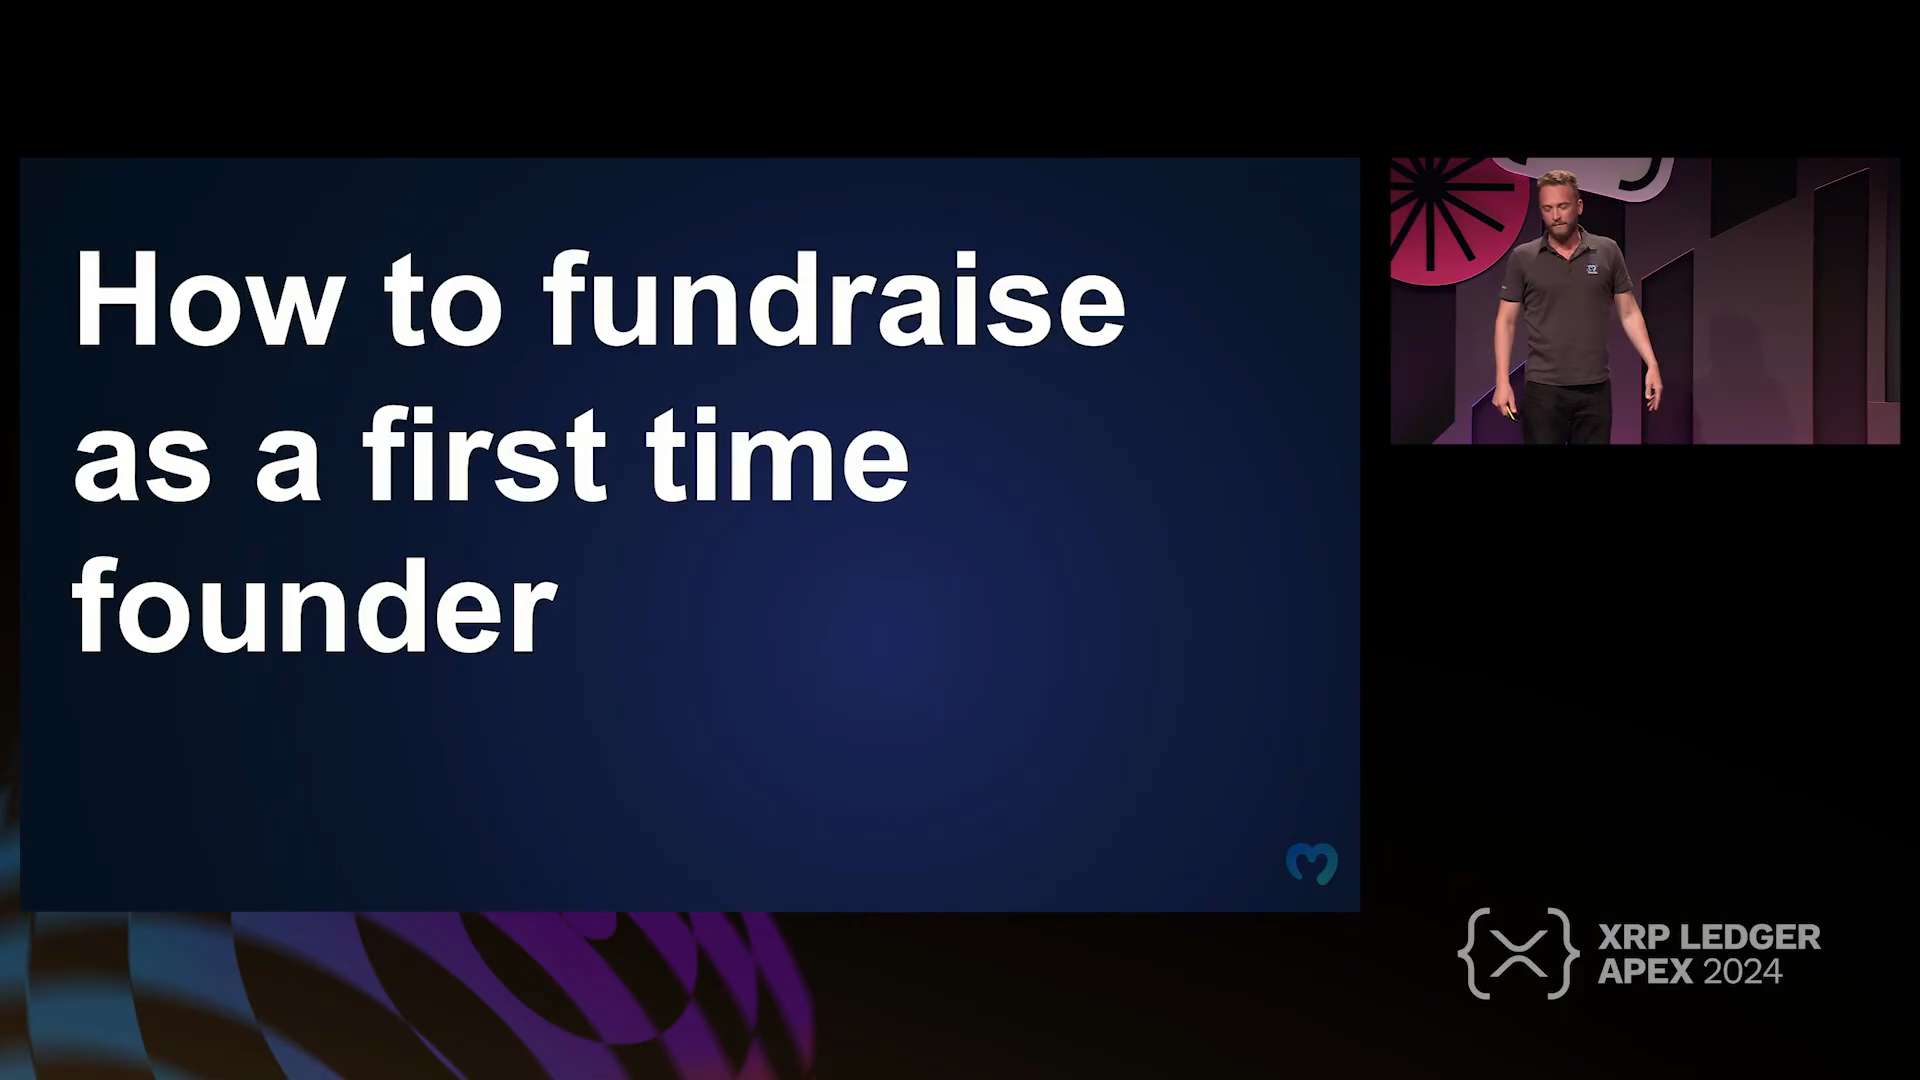 How to fundraise
as a first time
founder
XRP LEDGER
APEX 2024